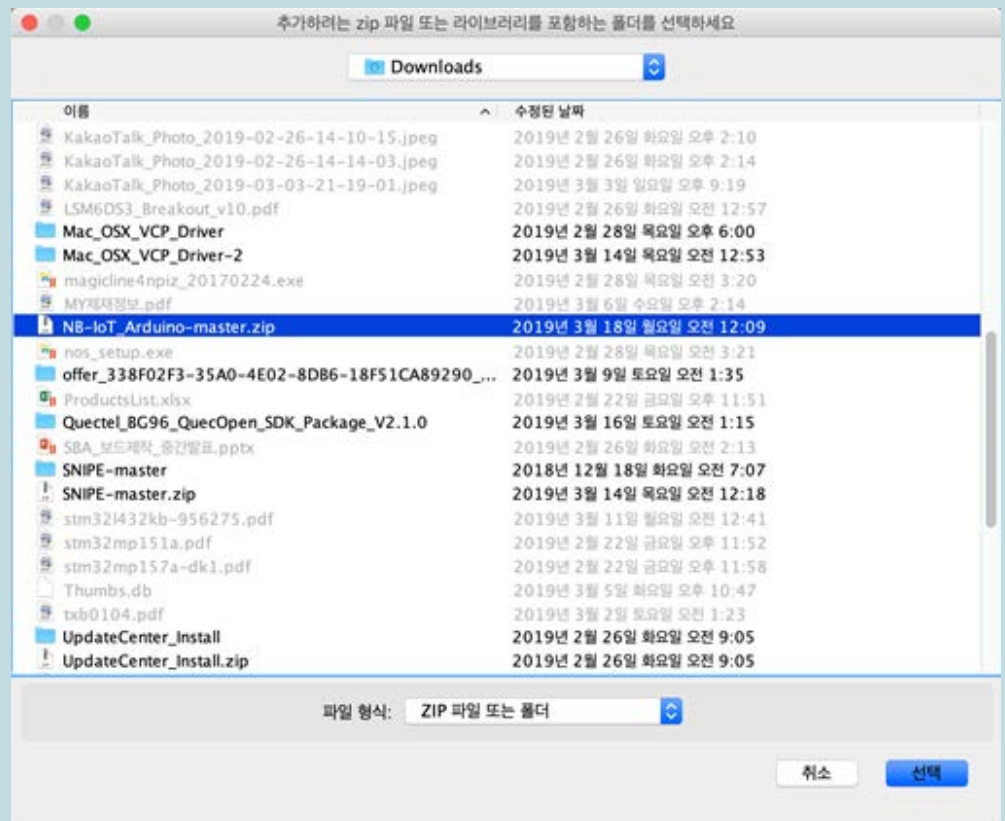 추가하려는 zip 파일 또는 라이브러리를 포함하는 폴더를 선택하세요
Downloads
이름 수정된 날짜
KakaoTalk_Photo_2019-02-26-14-10-15.jpeg 2019년 2월 26일 화요일 오후 2:10
KakaoTalk_Photo_2019-02-26-14-14-03.jpeg 2019년 2월 26일 화요일 오후 2:14
KakaoTalk_Photo_2019-03-03-21-19-01.jpeg 2019년 3월 3일 일요일 오후 9:19
LSM6DS3_Breakout_v10.pdf 2019년 2월 26일 화요일 오전 12:57
Mac_OSX_VCP_Driver 2019년 2월 28일 목요일 오후 6:00
Mac_OSX_VCP_Driver-2 2019년 3월 14일 목요일 오전 12:53
magicline4npiz_20170224.exe 2019년 2월 28일 목요일 오전 3:20
MY제재정보.pdf 2019년 3월 6일 수요일 오후 2:14
NB-IoT_Arduino-master.zip 2019년 3월 18일 월요일 오전 12:09
nos_setup.exe 2019년 2월 28일 목요일 오전 3:21
offer_338F02F3-35A0-4E02-8DB6-18F51CA89290_... 2019년 3월 9일 토요일 오전 1:35
ProductsList.xlsx 2019년 2월 22일 금요일 오후 11:51
Quectel_BG96_QuecOpen_SDK_Package_V2.1.0 2019년 3월 16일 토요일 오전 1:15
SBA_보드제작_중간발표.pptx 2019년 2월 26일 화요일 오전 2:13
SNIPE-master 2018년 12월 18일 화요일 오전 7:07
SNIPE-master.zip 2019년 3월 14일 목요일 오전 12:18
stm32l432kb-956275.pdf 2019년 3월 11일 월요일 오전 12:41
stm32mp151a.pdf 2019년 2월 22일 금요일 오후 11:52
stm32mp157a-dk1.pdf 2019년 2월 22일 금요일 오후 11:58
Thumbs.db 2019년 3월 5일 화요일 오후 10:47
txb0104.pdf 2019년 3월 2일 토요일 오전 1:23
UpdateCenter_Install 2019년 2월 26일 화요일 오전 9:05
UpdateCenter_Install.zip 2019년 2월 26일 화요일 오전 9:05
파일 형식: ZIP 파일 또는 폴더
취소 선택